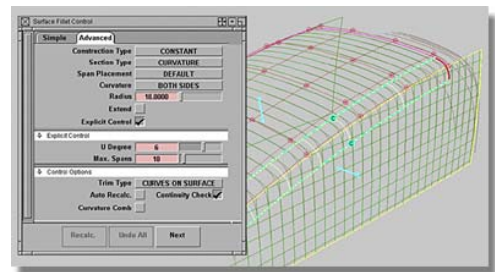 Surface Fillet Control
Simple Advanced
Construction Type CONSTANT
Section Type CURVATURE
Span Placement DEFAULT
Curvature BOTH SIDES
Radius 18.0000
Extend
Explicit Control
Explicit Control
U Degree 6
Max. Spans 10
Control Options
Trim Type CURVES ON SURFACE
Auto Recalc. Continuity Check
Curvature Comb
Recalc. Undo All Next